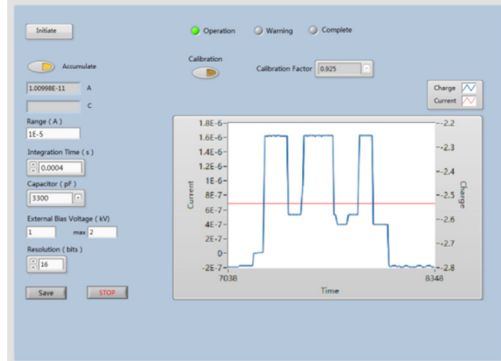 Initiate
Operation
Warning
Complete
Accumulate
Calibration
Calibration Factor 0.925
1.00998E-11 A
C
Range ( A )
1E-5
Integration Time ( s )
0.0004
Capacitor ( pF )
3300
External Bias Voltage ( kV )
1 max 2
Resolution ( bits )
16
Save STOP
Charge
Current
1.8E-6
1.6E-6
1.4E-6
1.2E-6
1E-6
8E-7
6E-7
4E-7
2E-7
0
-2E-7
Current
-2.2
-2.3
-2.4
-2.5
-2.6
-2.7
-2.8
Charge
7038 8348
Time